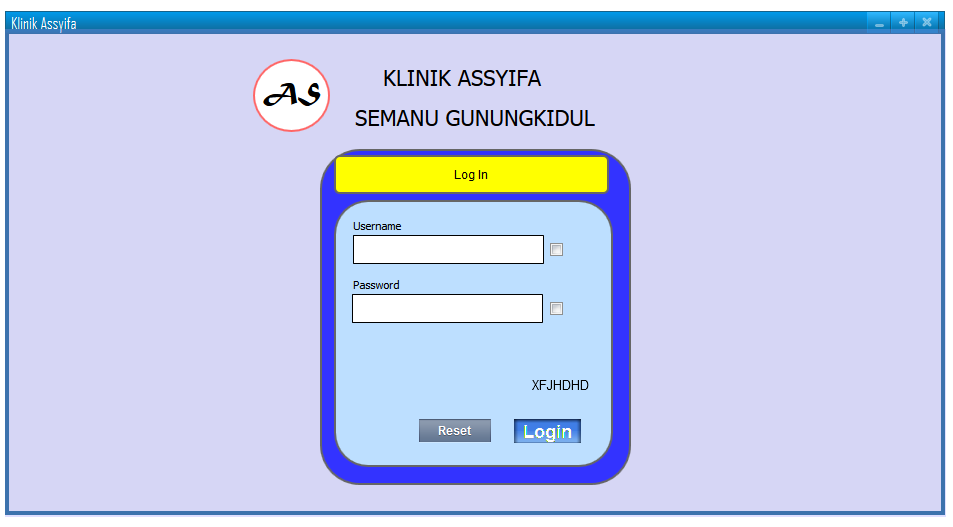 Klinik Assyifa
AS
KLINIK ASSYIFA
SEMANU GUNUNGKIDUL
Log In
Username
Password
XFJHDHD
Reset
Login